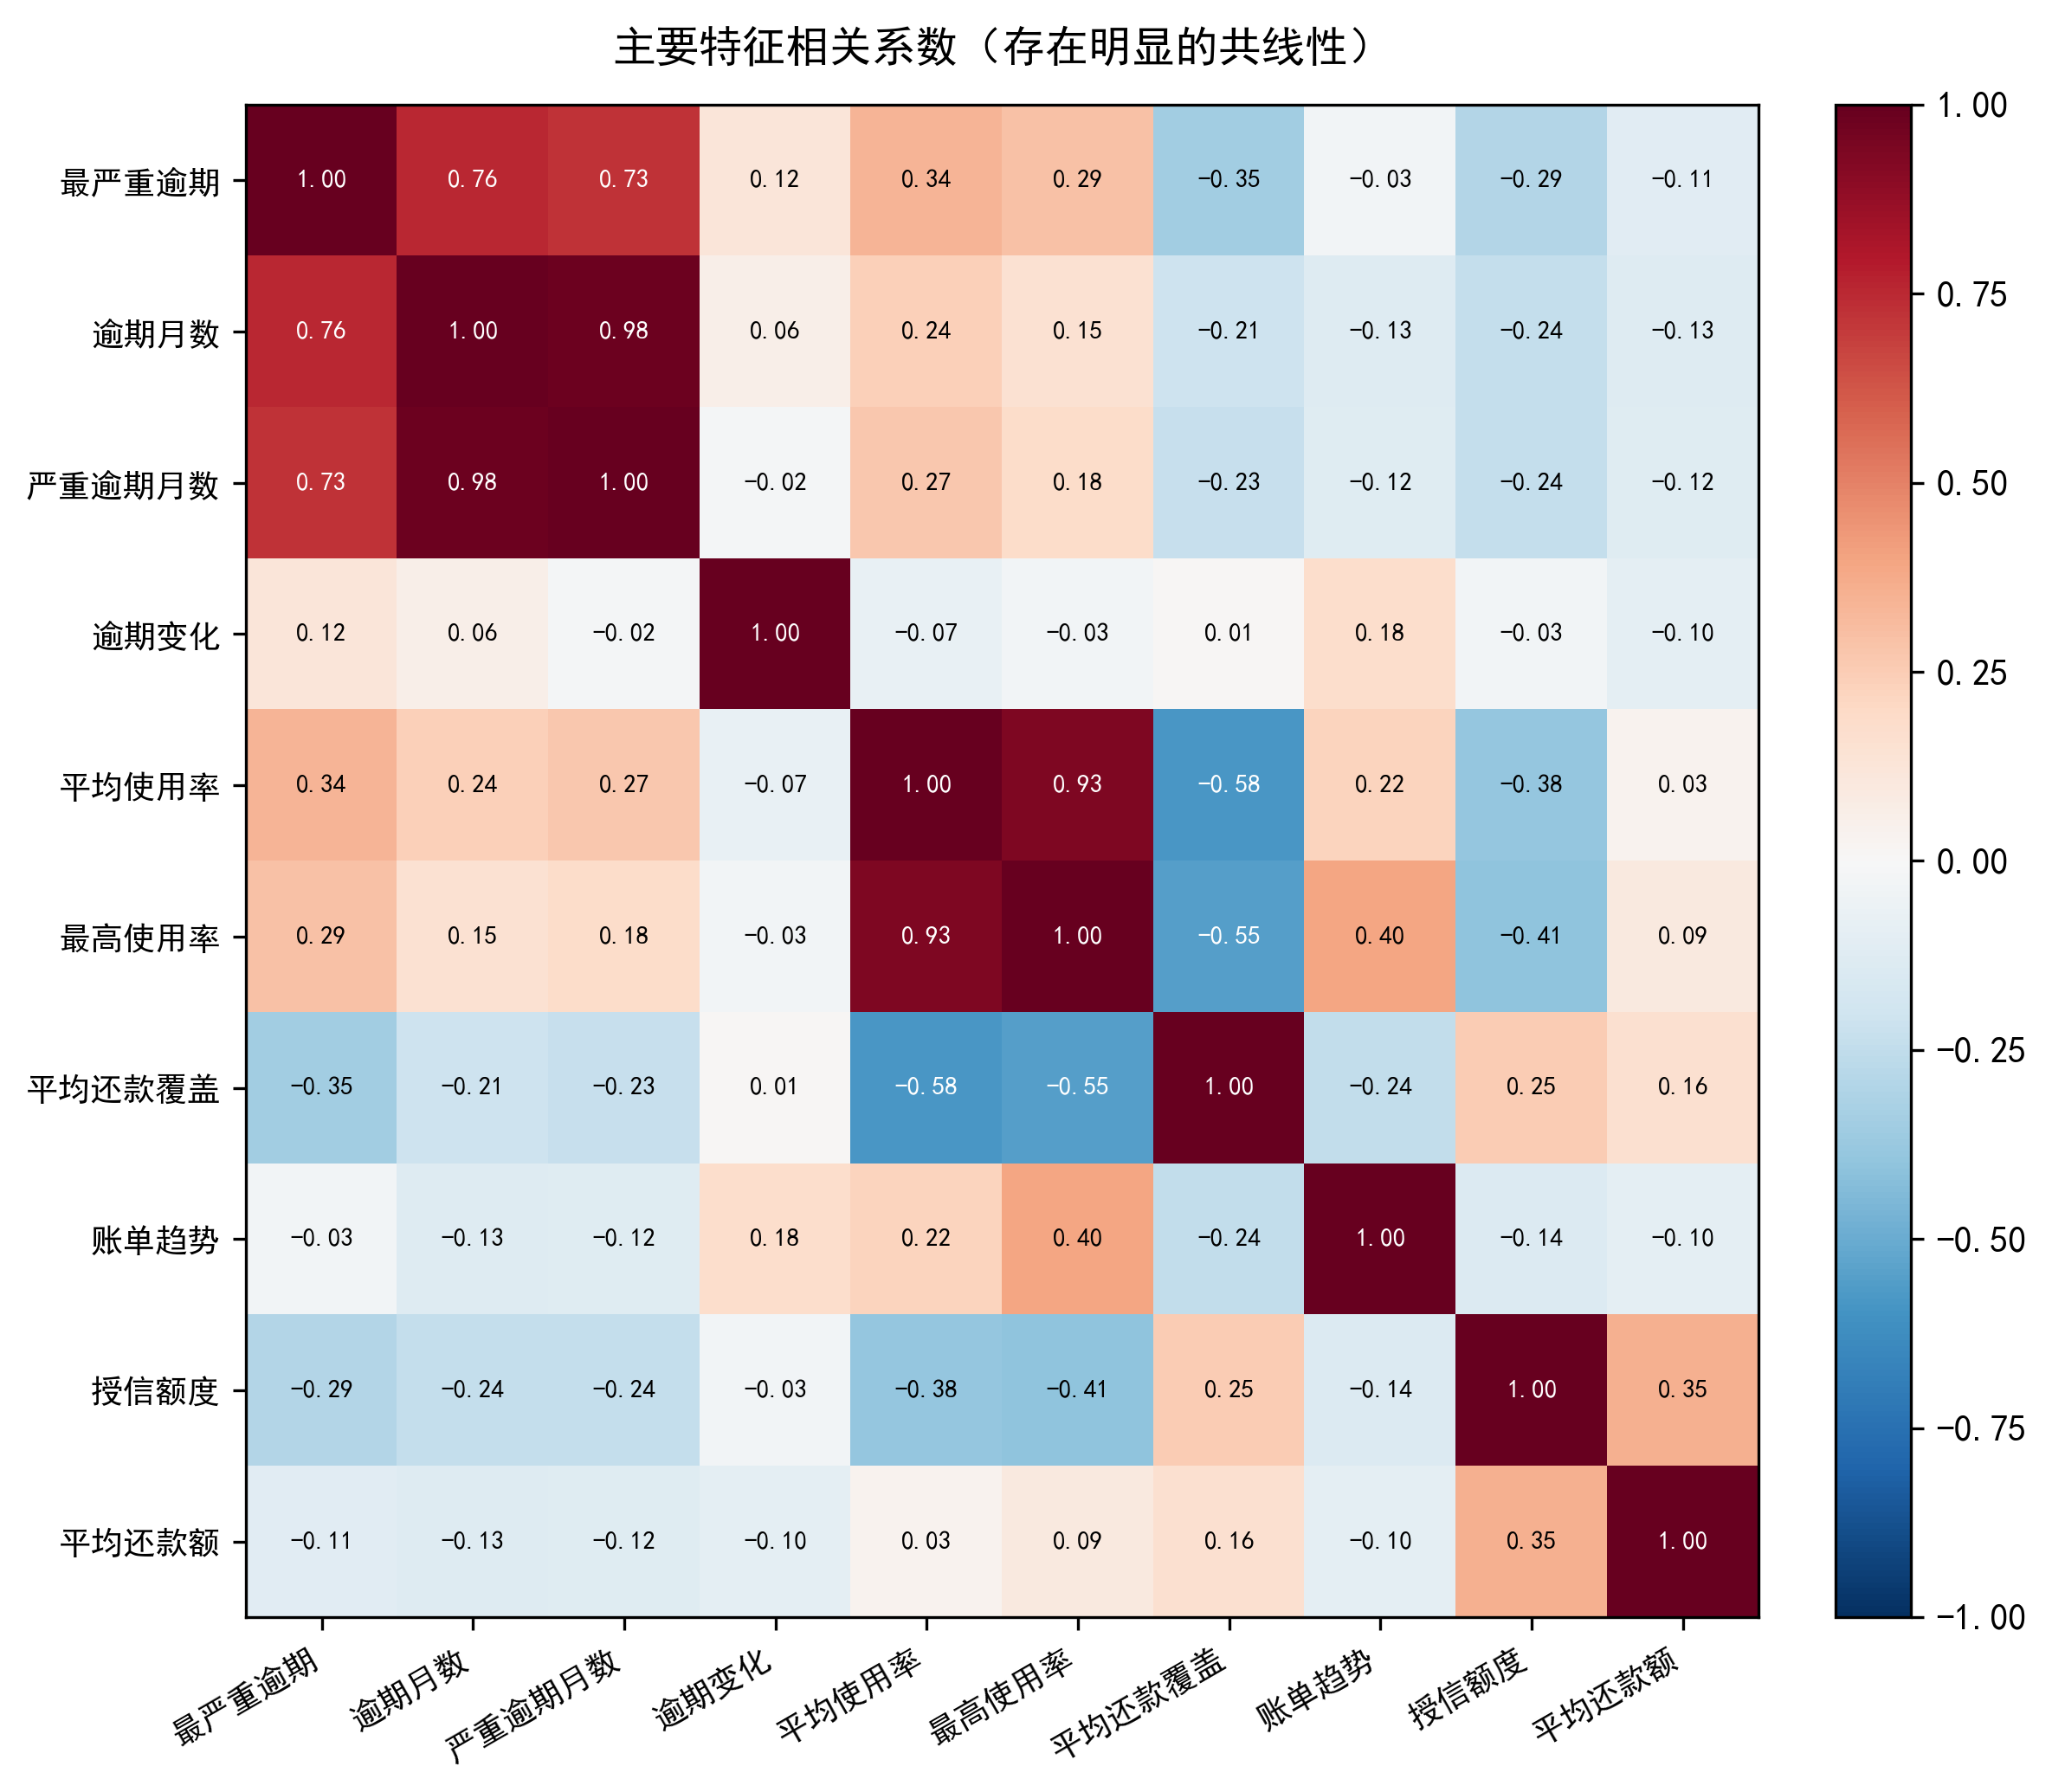 主要特征相关系数（存在明显的共线性）
最严重逾期 1.00 0.76 0.73 0.12 0.34 0.29 −0.35 −0.03 −0.29 −0.11
逾期月数 0.76 1.00 0.98 0.06 0.24 0.15 −0.21 −0.13 −0.24 −0.13
严重逾期月数 0.73 0.98 1.00 −0.02 0.27 0.18 −0.23 −0.12 −0.24 −0.12
逾期变化 0.12 0.06 −0.02 1.00 −0.07 −0.03 0.01 0.18 −0.03 −0.10
平均使用率 0.34 0.24 0.27 −0.07 1.00 0.93 −0.58 0.22 −0.38 0.03
最高使用率 0.29 0.15 0.18 −0.03 0.93 1.00 −0.55 0.40 −0.41 0.09
平均还款覆盖 −0.35 −0.21 −0.23 0.01 −0.58 −0.55 1.00 −0.24 0.25 0.16
账单趋势 −0.03 −0.13 −0.12 0.18 0.22 0.40 −0.24 1.00 −0.14 −0.10
授信额度 −0.29 −0.24 −0.24 −0.03 −0.38 −0.41 0.25 −0.14 1.00 0.35
平均还款额 −0.11 −0.13 −0.12 −0.10 0.03 0.09 0.16 −0.10 0.35 1.00
最严重逾期 逾期月数 严重逾期月数 逾期变化 平均使用率 最高使用率 平均还款覆盖 账单趋势 授信额度 平均还款额
1.00
0.75
0.50
0.25
0.00
−0.25
−0.50
−0.75
−1.00